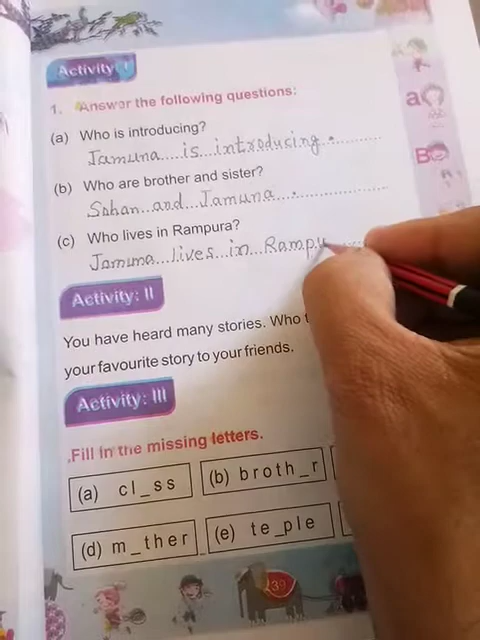 Activity: I
1. Answer the following questions:
(a) Who is introducing?
Jamuna....is...introducing.
(b) Who are brother and sister?
Sohan...and...Jamuna.
(c) Who lives in Rampura?
Jamuna...lives...in...Rampu
Activity: II
You have heard many stories. Who
your favourite story to your friends.
Activity: III
Fill in the missing letters.
(a) cl_ss (b) broth_r
(d) m_ther (e) te_ple
39
a
B